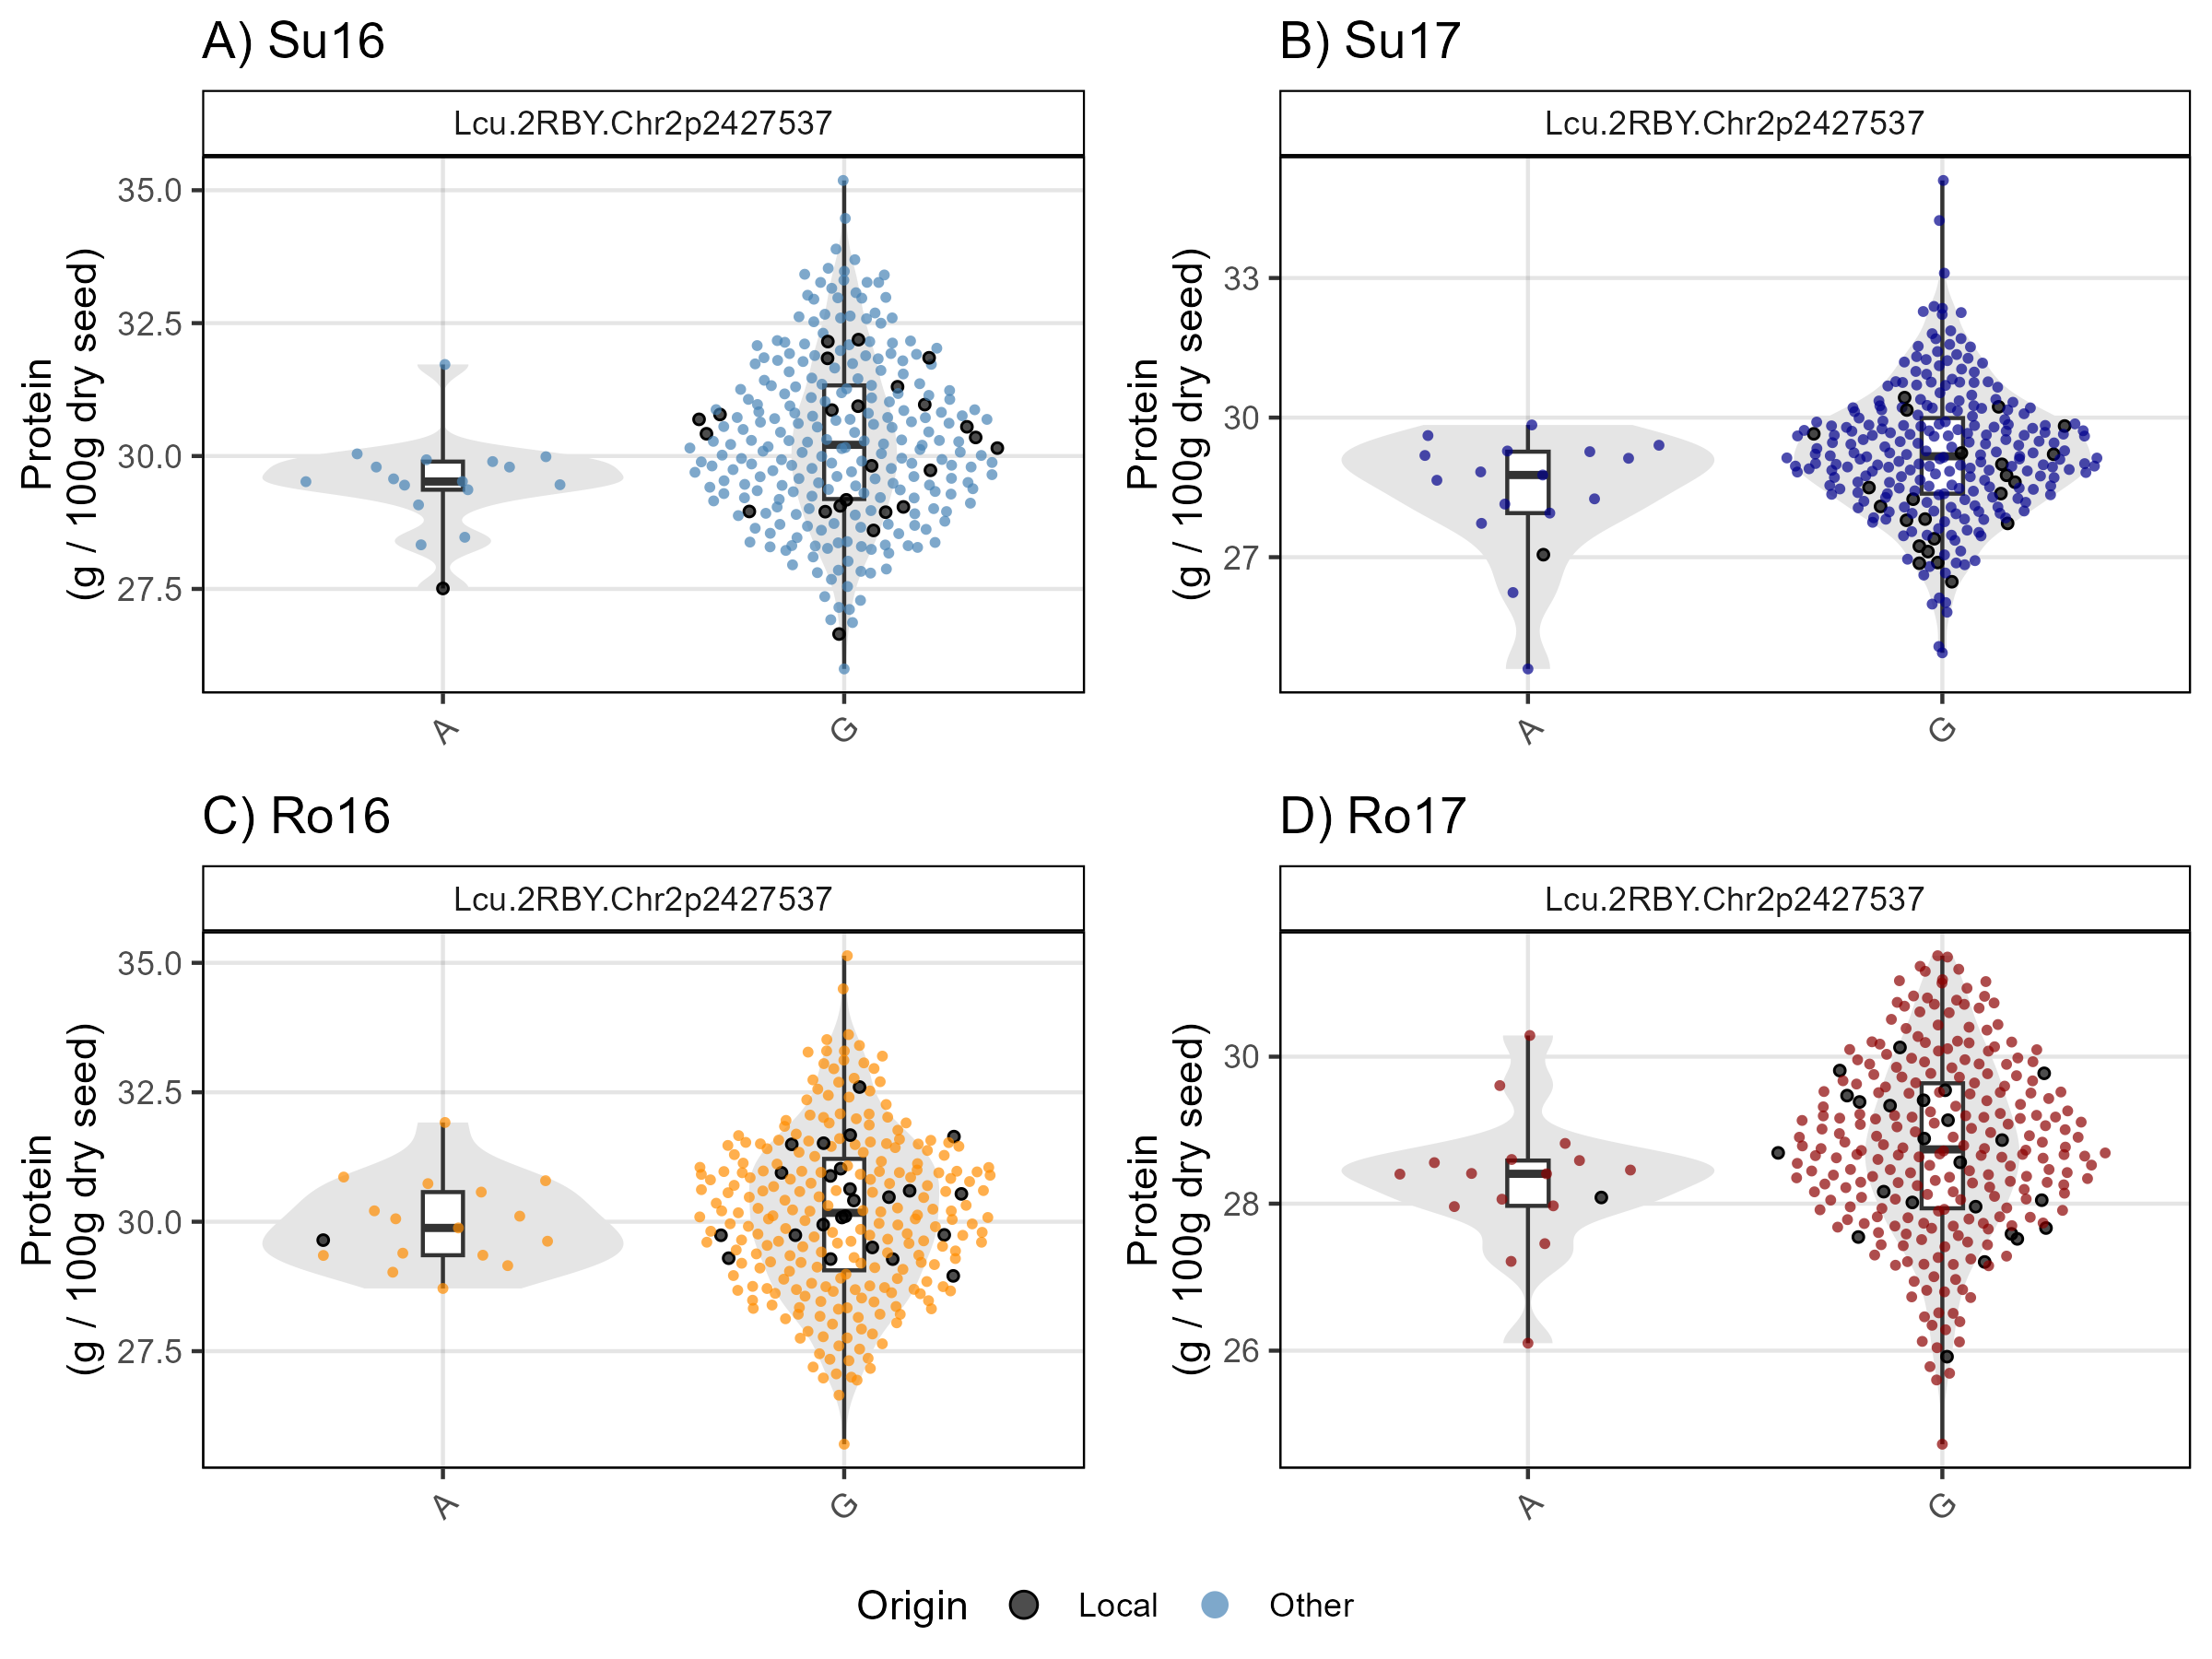 A) Su16
Lcu.2RBY.Chr2p2427537
Protein
(g / 100g dry seed)
35.0
32.5
30.0
27.5
A
G
B) Su17
Lcu.2RBY.Chr2p2427537
Protein
(g / 100g dry seed)
33
30
27
A
G
C) Ro16
Lcu.2RBY.Chr2p2427537
Protein
(g / 100g dry seed)
35.0
32.5
30.0
27.5
A
G
D) Ro17
Lcu.2RBY.Chr2p2427537
Protein
(g / 100g dry seed)
30
28
26
A
G
Origin Local Other